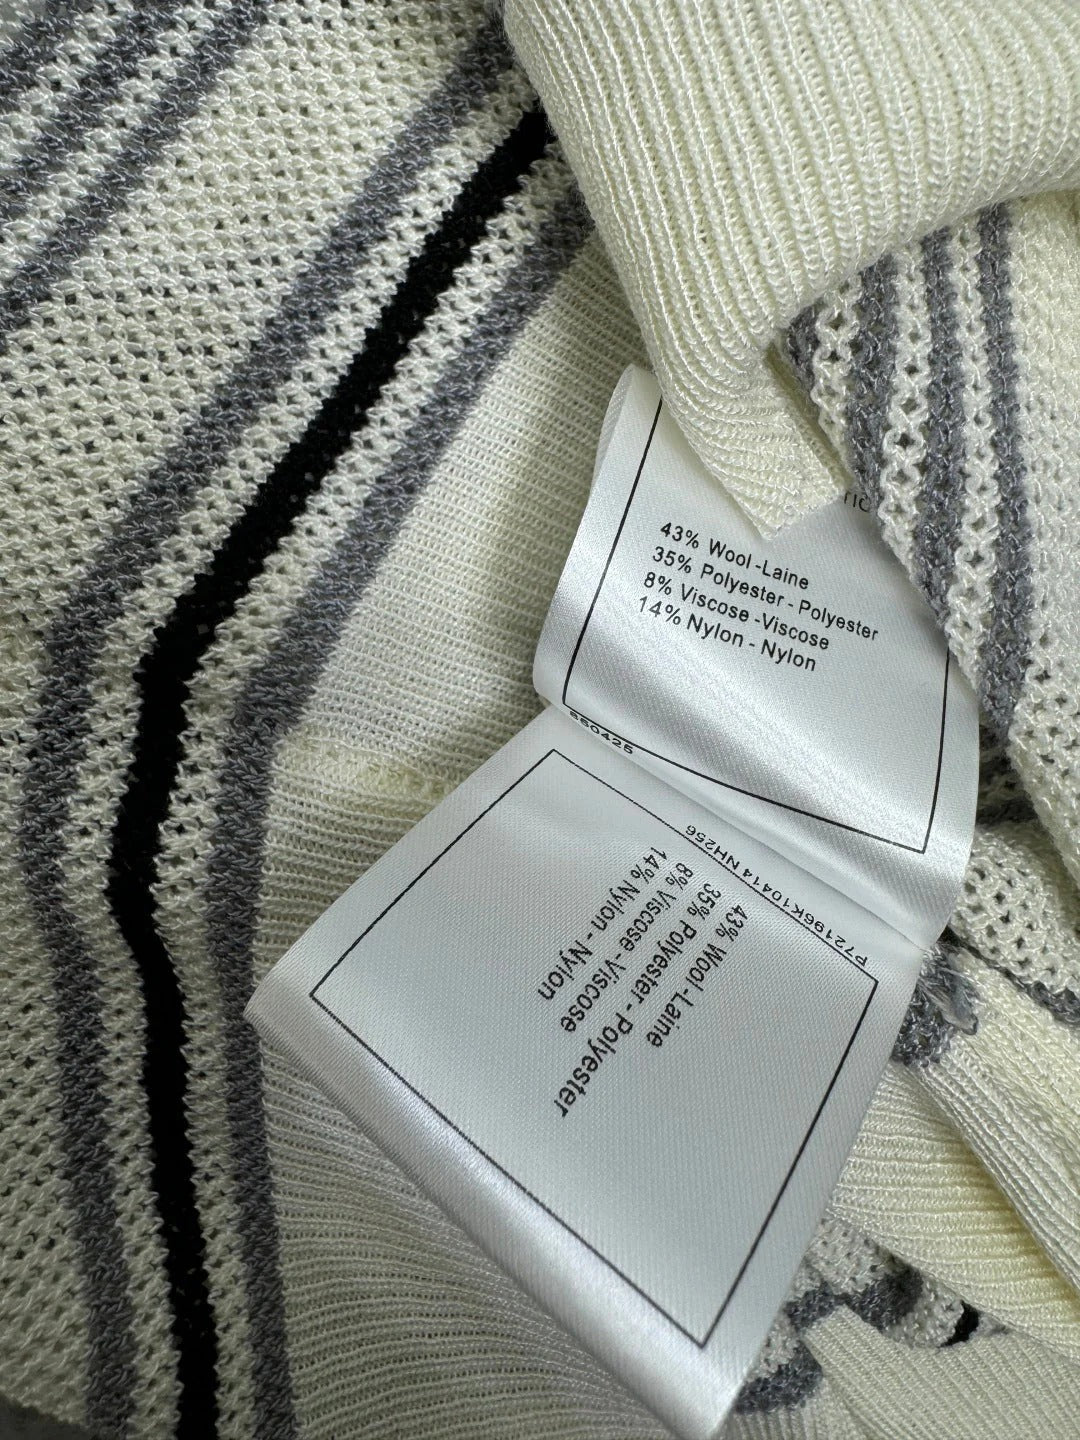 43% Wool -Laine
35% Polyester - Polyester
8% Viscose -Viscose
14% Nylon - Nylon
P72196K10414 NH256
43% Wool -Laine
35% Polyester - Polyester
8% Viscose -Viscose
14% Nylon - Nylon